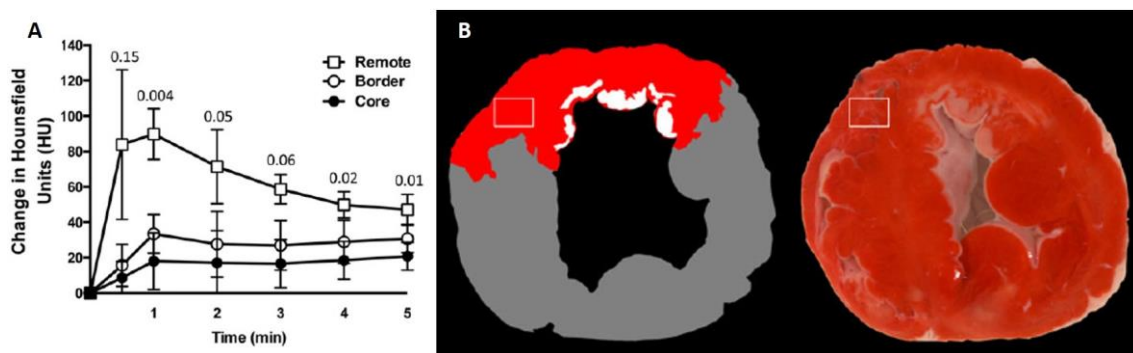 A
B
140
120
100
80
60
40
20
0
Change in Hounsfield
Units (HU)
0.15
0.004
0.05
0.06
0.02
0.01
Remote
Border
Core
1
2
3
4
5
Time (min)